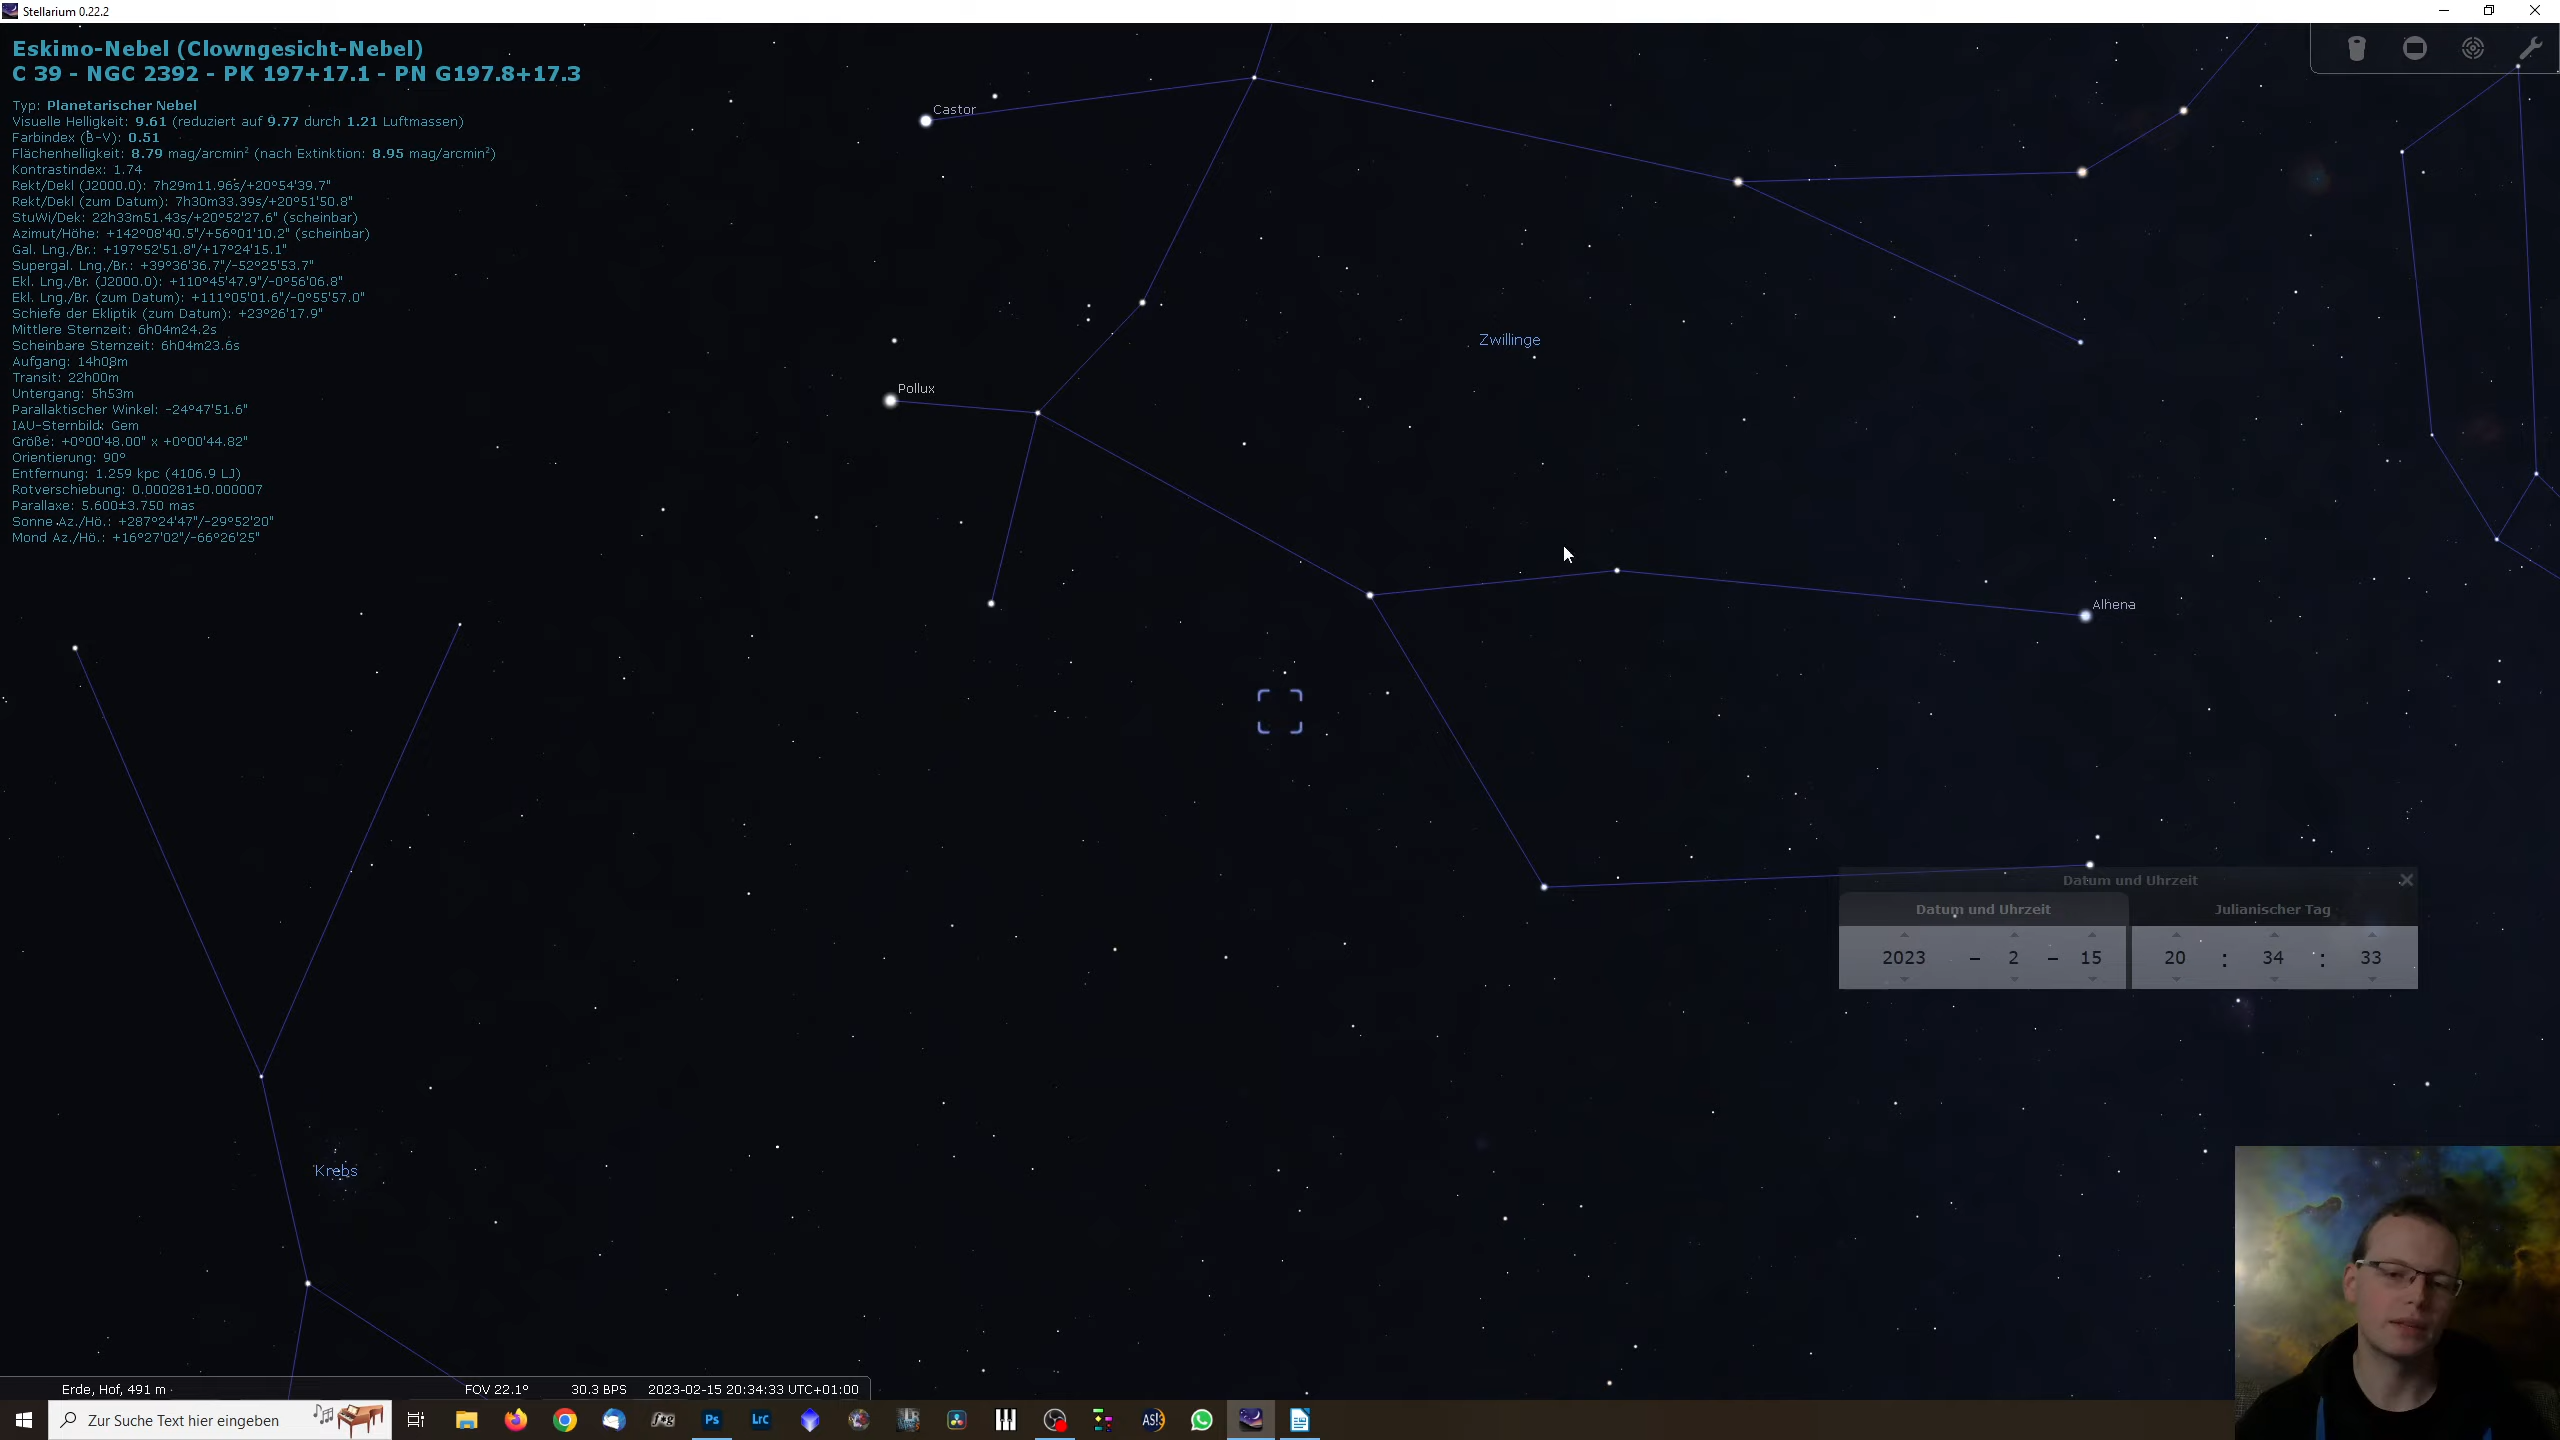 Stellarium 0.22.2
Eskimo-Nebel (Clowngesicht-Nebel)
C 39 - NGC 2392 - PK 197+17.1 - PN G197.8+17.3
Typ: Planetarischer Nebel
Visuelle Helligkeit: 9.61 (reduziert auf 9.77 durch 1.21 Luftmassen)
Farbindex (B-V): 0.51
Flächenhelligkeit: 8.79 mag/arcmin² (nach Extinktion: 8.95 mag/arcmin²)
Kontrastindex: 1.74
Rekt/Dekl (J2000.0): 7h29m11.96s/+20°54'39.7"
Rekt/Dekl (zum Datum): 7h30m33.39s/+20°51'50.8"
StuWi/Dek: 22h33m51.43s/+20°52'27.6" (scheinbar)
Azimut/Höhe: +142°08'40.5"/+56°01'10.2" (scheinbar)
Gal. Lng./Br.: +197°52'51.8"/+17°24'15.1"
Supergal. Lng./Br.: +39°36'36.7"/-52°25'53.7"
Ekl. Lng./Br. (J2000.0): +110°45'47.9"/-0°56'06.8"
Ekl. Lng./Br. (zum Datum): +111°05'01.6"/-0°55'57.0"
Schiefe der Ekliptik (zum Datum): +23°26'17.9"
Mittlere Sternzeit: 6h04m24.2s
Scheinbare Sternzeit: 6h04m23.6s
Aufgang: 14h08m
Transit: 22h00m
Untergang: 5h53m
Parallaktischer Winkel: -24°47'51.6"
IAU-Sternbild: Gem
Größe: +0°00'48.00" x +0°00'44.82"
Orientierung: 90°
Entfernung: 1.259 kpc (4106.9 LJ)
Rotverschiebung: 0.000281±0.000007
Parallaxe: 5.600±3.750 mas
Sonne Az./Hö.: +287°24'47"/-29°52'20"
Mond Az./Hö.: +16°27'02"/-66°26'25"
Castor
Zwillinge
Pollux
Alhena
Datum und Uhrzeit
Datum und Uhrzeit Julianischer Tag
2023 - 2 - 15 20 : 34 : 33
Krebs
Erde, Hof, 491 m FOV 22.1° 30.3 BPS 2023-02-15 20:34:33 UTC+01:00
Zur Suche Text hier eingeben
Ps
LrC